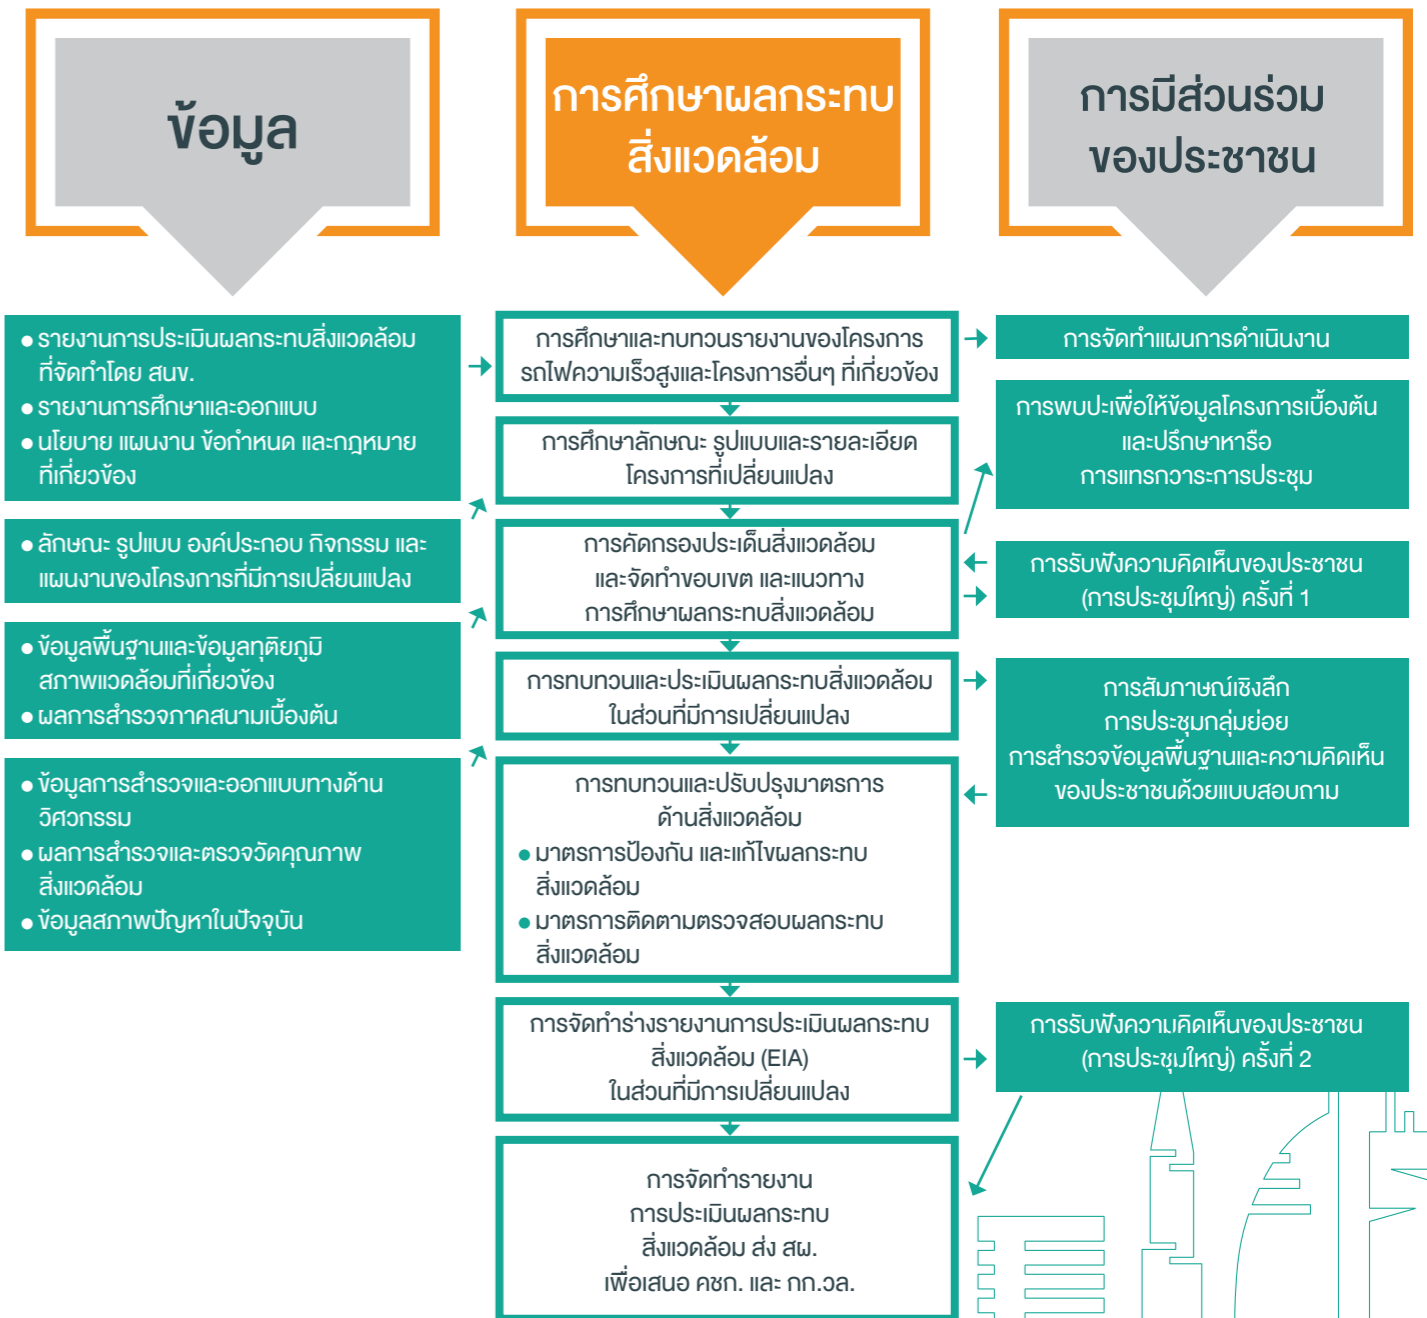 ข้อมูล
การศึกษาผลกระทบ
สิ่งแวดล้อม
การมีส่วนร่วม
ของประชาชน
● รายงานการประเมินผลกระทบสิ่งแวดล้อม
ที่จัดทำโดย สนข.
● รายงานการศึกษาและออกแบบ
● นโยบาย แผนงาน ข้อกำหนด และกฎหมาย
ที่เกี่ยวข้อง
● ลักษณะ รูปแบบ องค์ประกอบ กิจกรรม และ
แผนงานของโครงการที่มีการเปลี่ยนแปลง
● ข้อมูลพื้นฐานและข้อมูลทุติยภูมิ
สภาพแวดล้อมที่เกี่ยวข้อง
● ผลการสำรวจภาคสนามเบื้องต้น
● ข้อมูลการสำรวจและออกแบบทางด้าน
วิศวกรรม
● ผลการสำรวจและตรวจวัดคุณภาพ
สิ่งแวดล้อม
● ข้อมูลสภาพปัญหาในปัจจุบัน
การศึกษาและทบทวนรายงานของโครงการ
รถไฟความเร็วสูงและโครงการอื่นๆ ที่เกี่ยวข้อง
การศึกษาลักษณะ รูปแบบและรายละเอียด
โครงการที่เปลี่ยนแปลง
การคัดกรองประเด็นสิ่งแวดล้อม
และจัดทำขอบเขต และแนวทาง
การศึกษาผลกระทบสิ่งแวดล้อม
การทบทวนและประเมินผลกระทบสิ่งแวดล้อม
ในส่วนที่มีการเปลี่ยนแปลง
การทบทวนและปรับปรุงมาตรการ
ด้านสิ่งแวดล้อม
● มาตรการป้องกัน และแก้ไขผลกระทบ
สิ่งแวดล้อม
● มาตรการติดตามตรวจสอบผลกระทบ
สิ่งแวดล้อม
การจัดทำร่างรายงานการประเมินผลกระทบ
สิ่งแวดล้อม (EIA)
ในส่วนที่มีการเปลี่ยนแปลง
การจัดทำรายงาน
การประเมินผลกระทบ
สิ่งแวดล้อม ส่ง สผ.
เพื่อเสนอ คชก. และ กก.วล.
การจัดทำแผนการดำเนินงาน
การพบปะเพื่อให้ข้อมูลโครงการเบื้องต้น
และปรึกษาหารือ
การแทรกวาระการประชุม
การรับฟังความคิดเห็นของประชาชน
(การประชุมใหญ่) ครั้งที่ 1
การสัมภาษณ์เชิงลึก
การประชุมกลุ่มย่อย
การสำรวจข้อมูลพื้นฐานและความคิดเห็น
ของประชาชนด้วยแบบสอบถาม
การรับฟังความคิดเห็นของประชาชน
(การประชุมใหญ่) ครั้งที่ 2